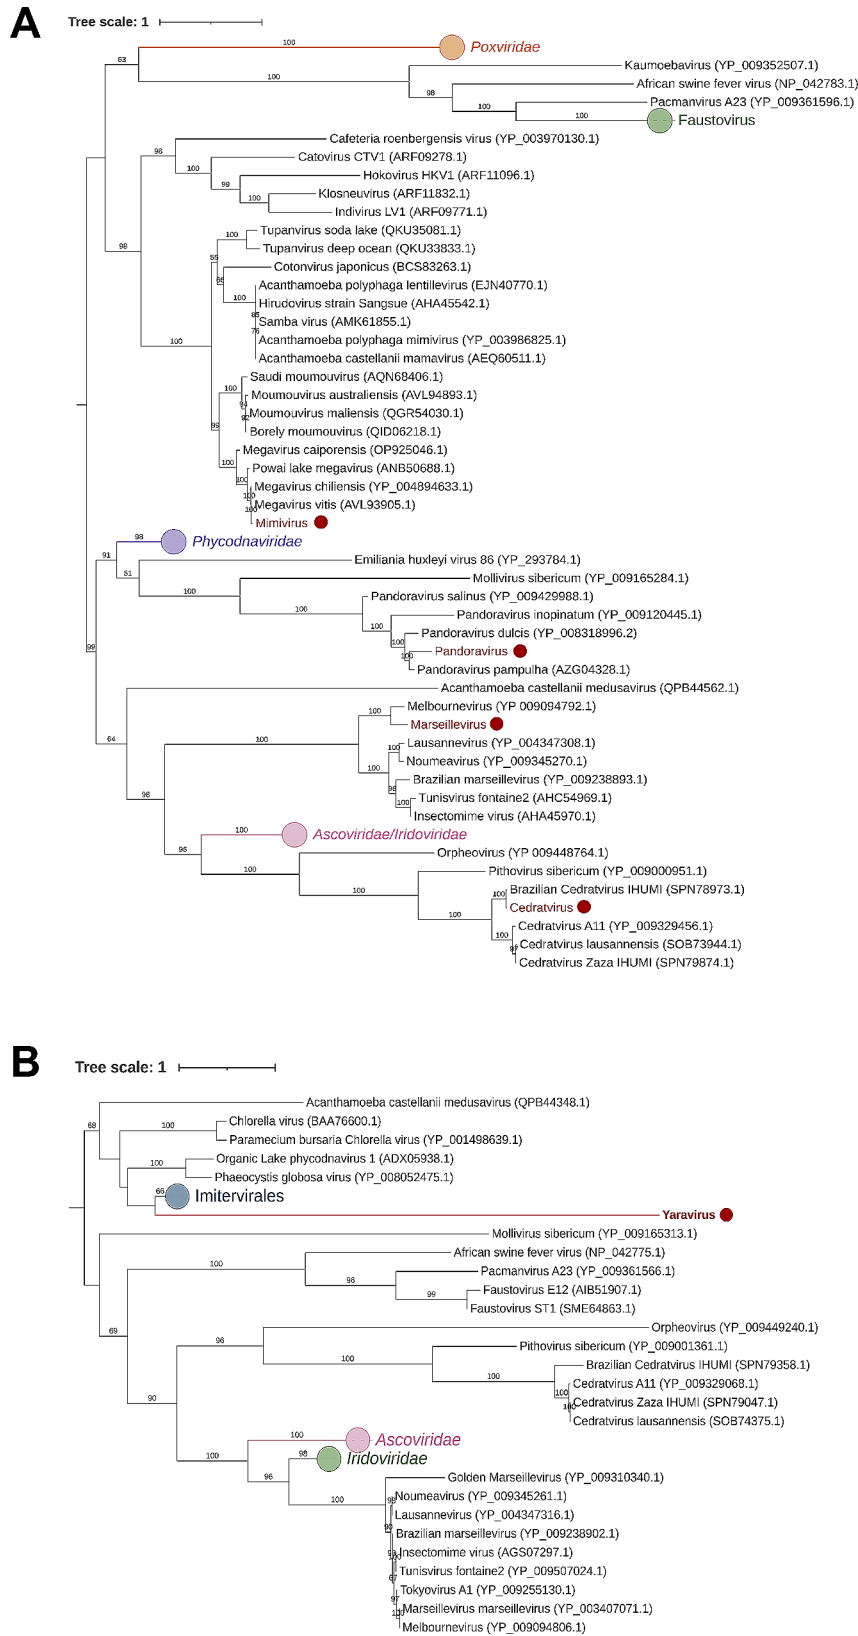 A
Tree scale: 1
100
Poxviridae
63
Kaumoebavirus (YP_009352507.1)
100
African swine fever virus (NP_042783.1)
98
Pacmanvirus A23 (YP_009361596.1)
100
100
Faustovirus
Cafeteria roenbergensis virus (YP_003970130.1)
96
Catovirus CTV1 (ARF09278.1)
100
Hokovirus HKV1 (ARF11096.1)
99
Klosneuvirus (ARF11832.1)
100
Indivirus LV1 (ARF09771.1)
98
Tupanvirus soda lake (QKU35081.1)
100
Tupanvirus deep ocean (QKU33833.1)
55
Cotonvirus japonicus (BCS83263.1)
Acanthamoeba polyphaga lentillevirus (EJN40770.1)
100
Hirudovirus strain Sangsue (AHA45542.1)
Samba virus (AMK61855.1)
Acanthamoeba polyphaga mimivirus (YP_003986825.1)
100
Acanthamoeba castellanii mamavirus (AEQ60511.1)
Saudi moumouvirus (AQN68406.1)
100
Moumouvirus australiensis (AVL94893.1)
Moumouvirus maliensis (QGR54030.1)
99
Borely moumouvirus (QID06218.1)
Megavirus caiporensis (OP925046.1)
100
Powai lake megavirus (ANB50688.1)
100
Megavirus chiliensis (YP_004894633.1)
100
Megavirus vitis (AVL93905.1)
100
Mimivirus
98
Phycodnaviridae
91
Emiliania huxleyi virus 86 (YP_293784.1)
51
Mollivirus sibericum (YP_009165284.1)
100
Pandoravirus salinus (YP_009429988.1)
100
Pandoravirus inopinatum (YP_009120445.1)
100
Pandoravirus dulcis (YP_008318996.2)
100
99
Pandoravirus
100
Pandoravirus pampulha (AZG04328.1)
Acanthamoeba castellanii medusavirus (QPB44562.1)
Melbournevirus (YP 009094792.1)
100
Marseillevirus
64
100
Lausannevirus (YP_004347308.1)
100
Noumeavirus (YP_009345270.1)
100
Brazilian marseillevirus (YP_009238893.1)
98
96
Tunisvirus fontaine2 (AHC54969.1)
100
Insectomime virus (AHA45970.1)
100
Ascoviridae/Iridoviridae
95
Orpheovirus (YP 009448764.1)
100
Pithovirus sibericum (YP_009000951.1)
100
Brazilian Cedratvirus IHUMI (SPN78973.1)
100
Cedratvirus
100
Cedratvirus A11 (YP_009329456.1)
100
Cedratvirus lausannensis (SOB73944.1)
Cedratvirus Zaza IHUMI (SPN79874.1)
B
Tree scale: 1
Acanthamoeba castellanii medusavirus (QPB44348.1)
68
Chlorella virus (BAA76600.1)
100
Paramecium bursaria Chlorella virus (YP_001498639.1)
Organic Lake phycodnavirus 1 (ADX05938.1)
100
Phaeocystis globosa virus (YP_008052475.1)
66
Imitervirales
Yaravirus
Mollivirus sibericum (YP_009165313.1)
African swine fever virus (NP_042775.1)
100
Pacmanvirus A23 (YP_009361566.1)
96
Faustovirus E12 (AIB51907.1)
99
Faustovirus ST1 (SME64863.1)
Orpheovirus (YP_009449240.1)
69
96
Pithovirus sibericum (YP_009001361.1)
100
Brazilian Cedratvirus IHUMI (SPN79358.1)
100
Cedratvirus A11 (YP_009329068.1)
100
90
Cedratvirus Zaza IHUMI (SPN79047.1)
100
Cedratvirus lausannensis (SOB74375.1)
100
Ascoviridae
100
98
Iridoviridae
Golden Marseillevirus (YP_009310340.1)
96
Noumeavirus (YP_009345261.1)
100
Lausannevirus (YP_004347316.1)
Brazilian marseillevirus (YP_009238902.1)
Insectomime virus (AGS07297.1)
100
Tunisvirus fontaine2 (YP_009507024.1)
Tokyovirus A1 (YP_009255130.1)
Marseillevirus marseillevirus (YP_003407071.1)
100
Melbournevirus (YP_009094806.1)